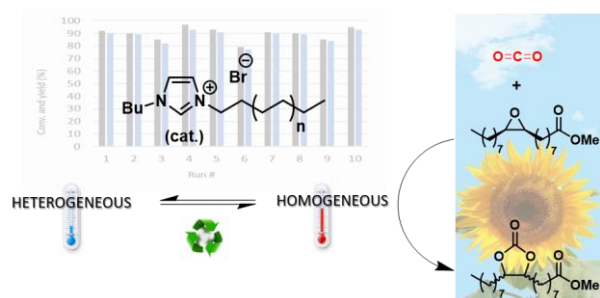 100
90
80
70
60
50
40
30
20
10
0
Conv. and yield (%)
Br ⊖
Bu
N
⊕
N
n
(cat.)
1 2 3 4 5 6 7 8 9 10
Run #
HETEROGENEOUS
HOMOGENEOUS
O=C=O
+
O
O
OMe
7
7
O
O
O
O
OMe
7
7